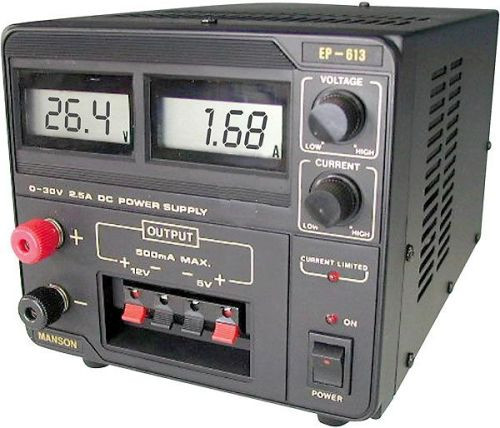 EP-613
26.4 V
1.68 A
VOLTAGE
LOW HIGH
CURRENT
LOW HIGH
0-30V 2.5A DC POWER SUPPLY
OUTPUT
500mA MAX.
+ 12V - - 5V +
+
-
CURRENT LIMITED
ON
POWER
MANSON